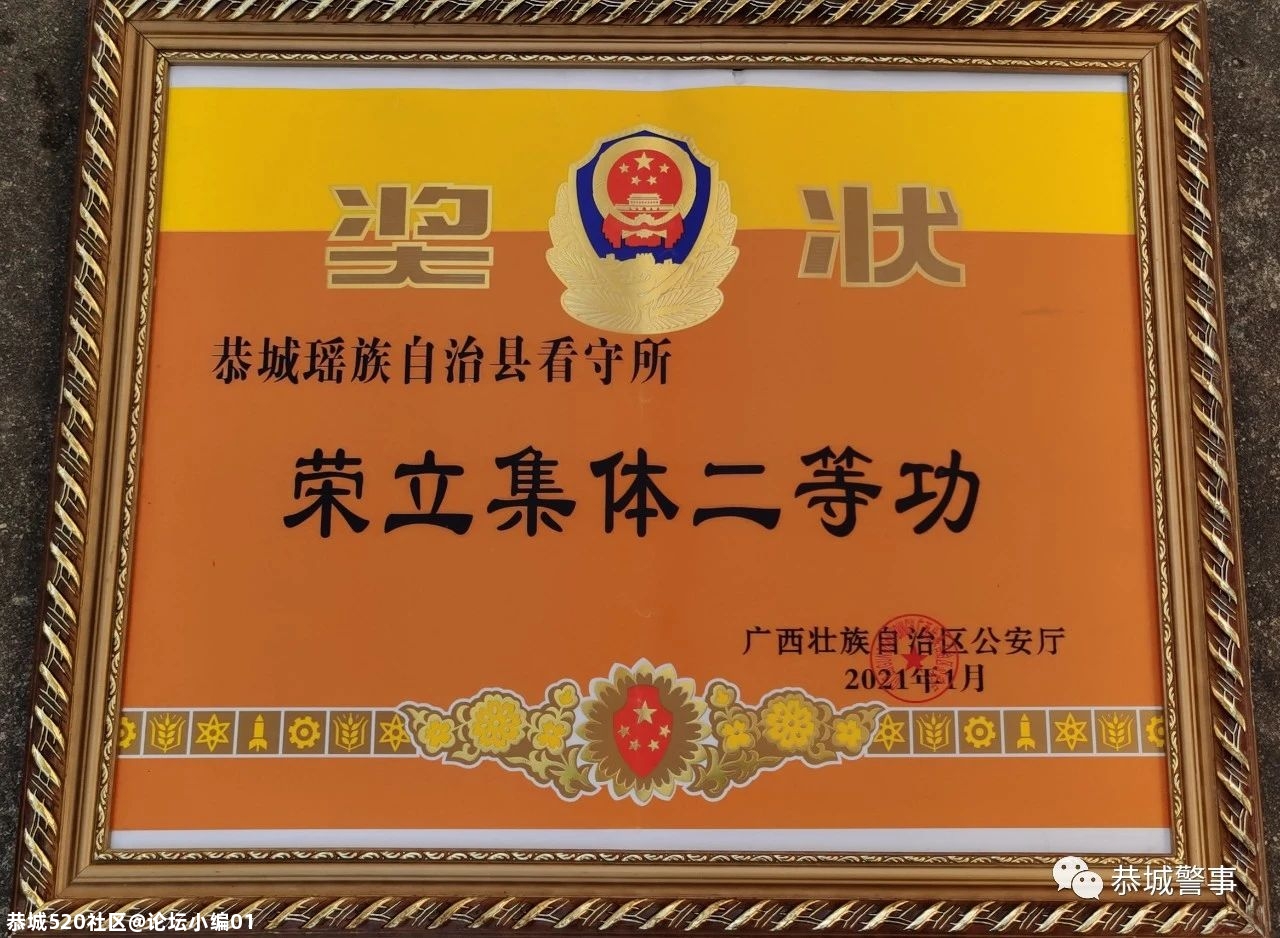 奖状
恭城瑶族自治县看守所
荣立集体二等功
广西壮族自治区公安厅
2021年1月
恭城警事
恭城520社区@论坛小编01